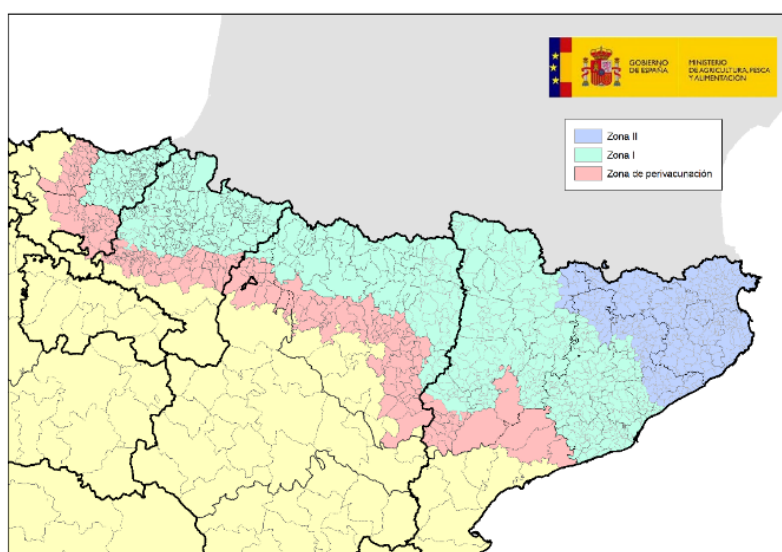 GOBIERNO
DE ESPAÑA
MINISTERIO
DE AGRICULTURA, PESCA
Y ALIMENTACIÓN
Zona II
Zona I
Zona de perivacunación